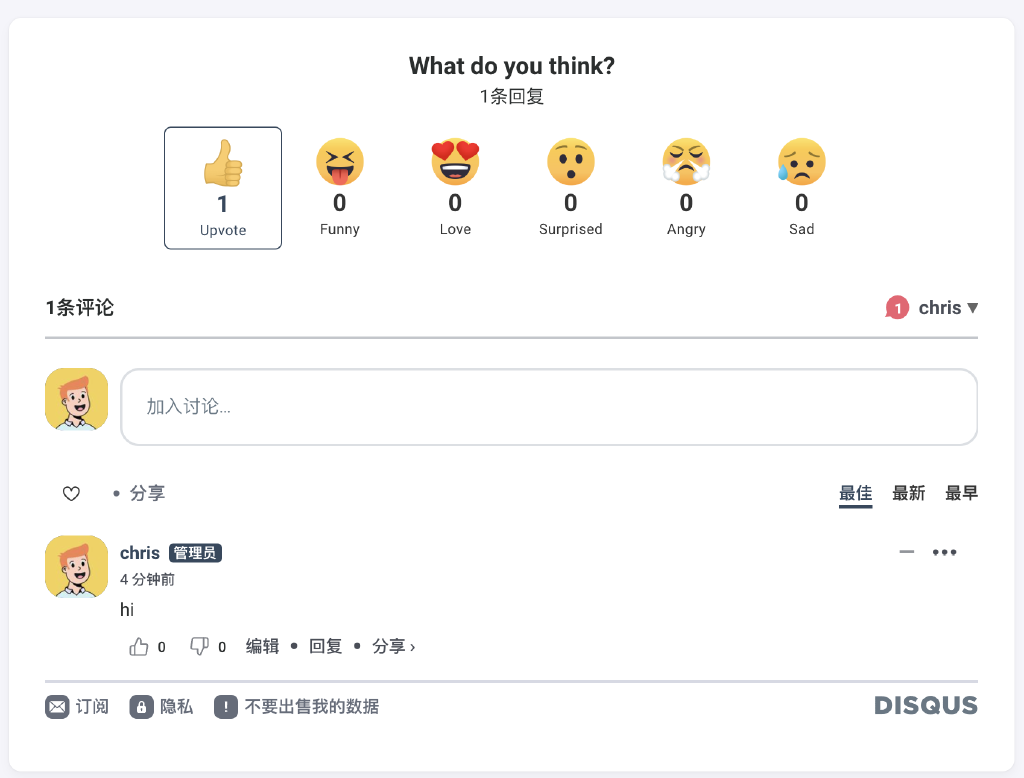 What do you think?
1条回复
1 0 0 0 0 0
Upvote Funny Love Surprised Angry Sad
1条评论 1 chris ▼
加入讨论...
• 分享 最佳 最新 最早
chris 管理员
4 分钟前
hi
0 0 编辑 • 回复 • 分享 ›
订阅 隐私 ! 不要出售我的数据 DISQUS